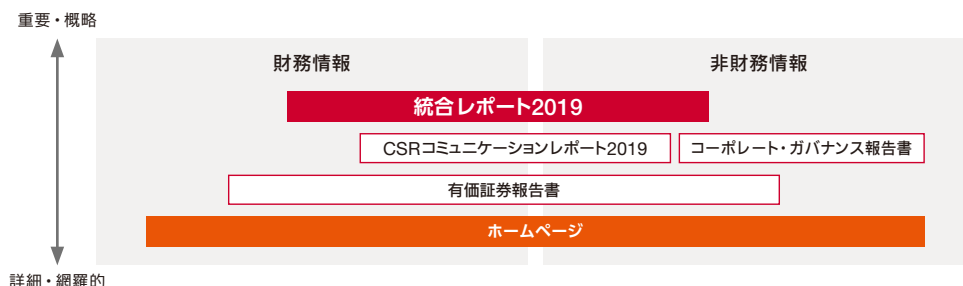 重要・概略
財務情報
非財務情報
統合レポート2019
CSRコミュニケーションレポート2019
コーポレート・ガバナンス報告書
有価証券報告書
ホームページ
詳細・網羅的